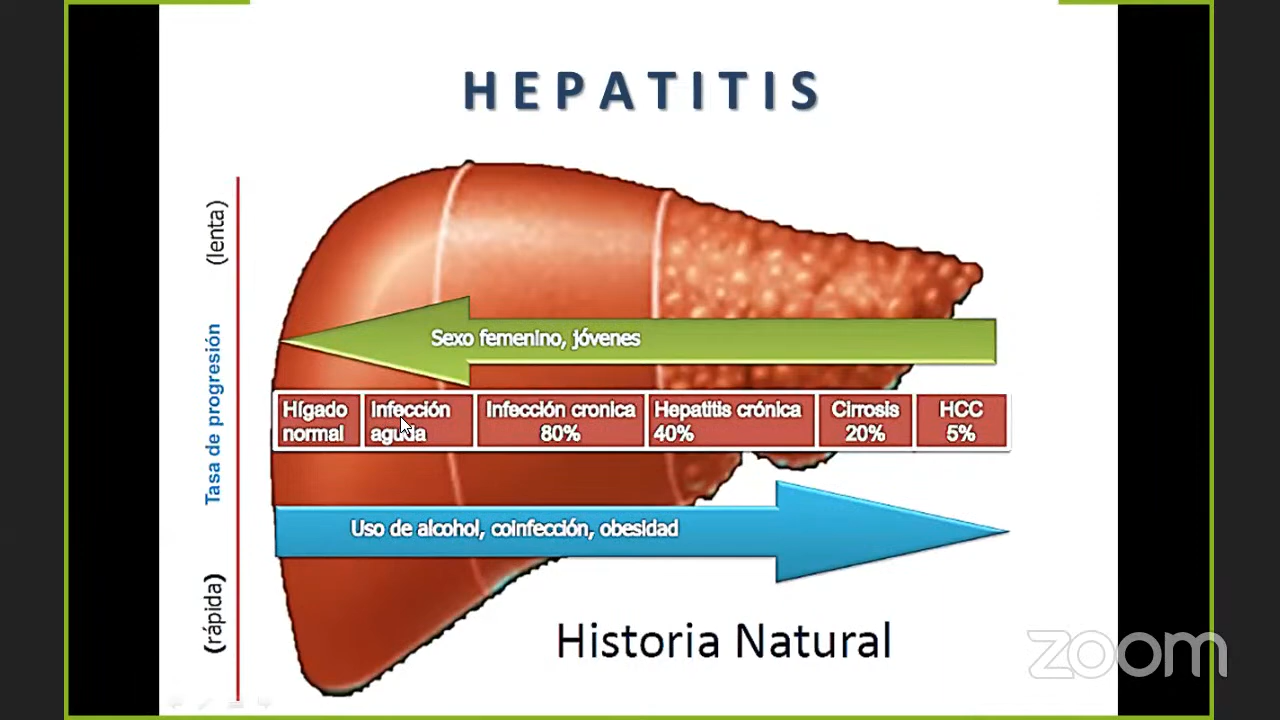 HEPATITIS
(lenta)
Tasa de progresión
(rápida)
Sexo femenino, jóvenes
Hígado
normal
Infección
aguda
Infección cronica
80%
Hepatitis crónica
40%
Cirrosis
20%
HCC
5%
Uso de alcohol, coinfección, obesidad
Historia Natural
zoom